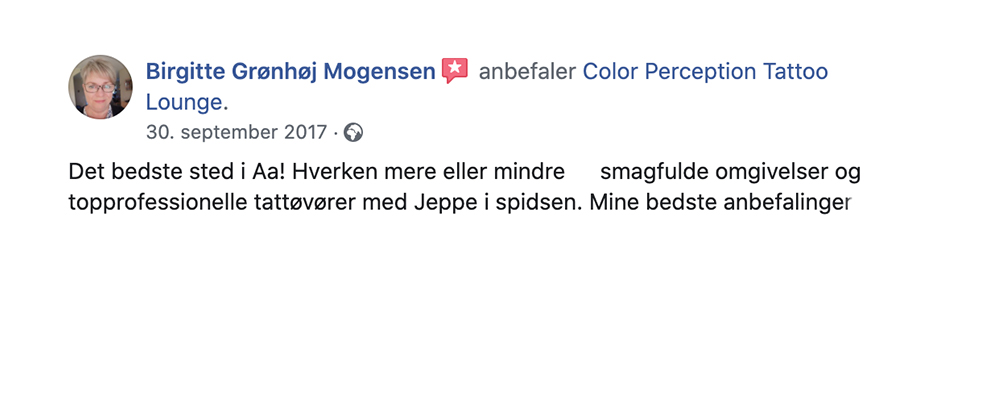 Birgitte Grønhøj Mogensen anbefaler Color Perception Tattoo
Lounge.
30. september 2017 ·
Det bedste sted i Aa! Hverken mere eller mindre smagfulde omgivelser og
topprofessionelle tattøvører med Jeppe i spidsen. Mine bedste anbefalinger